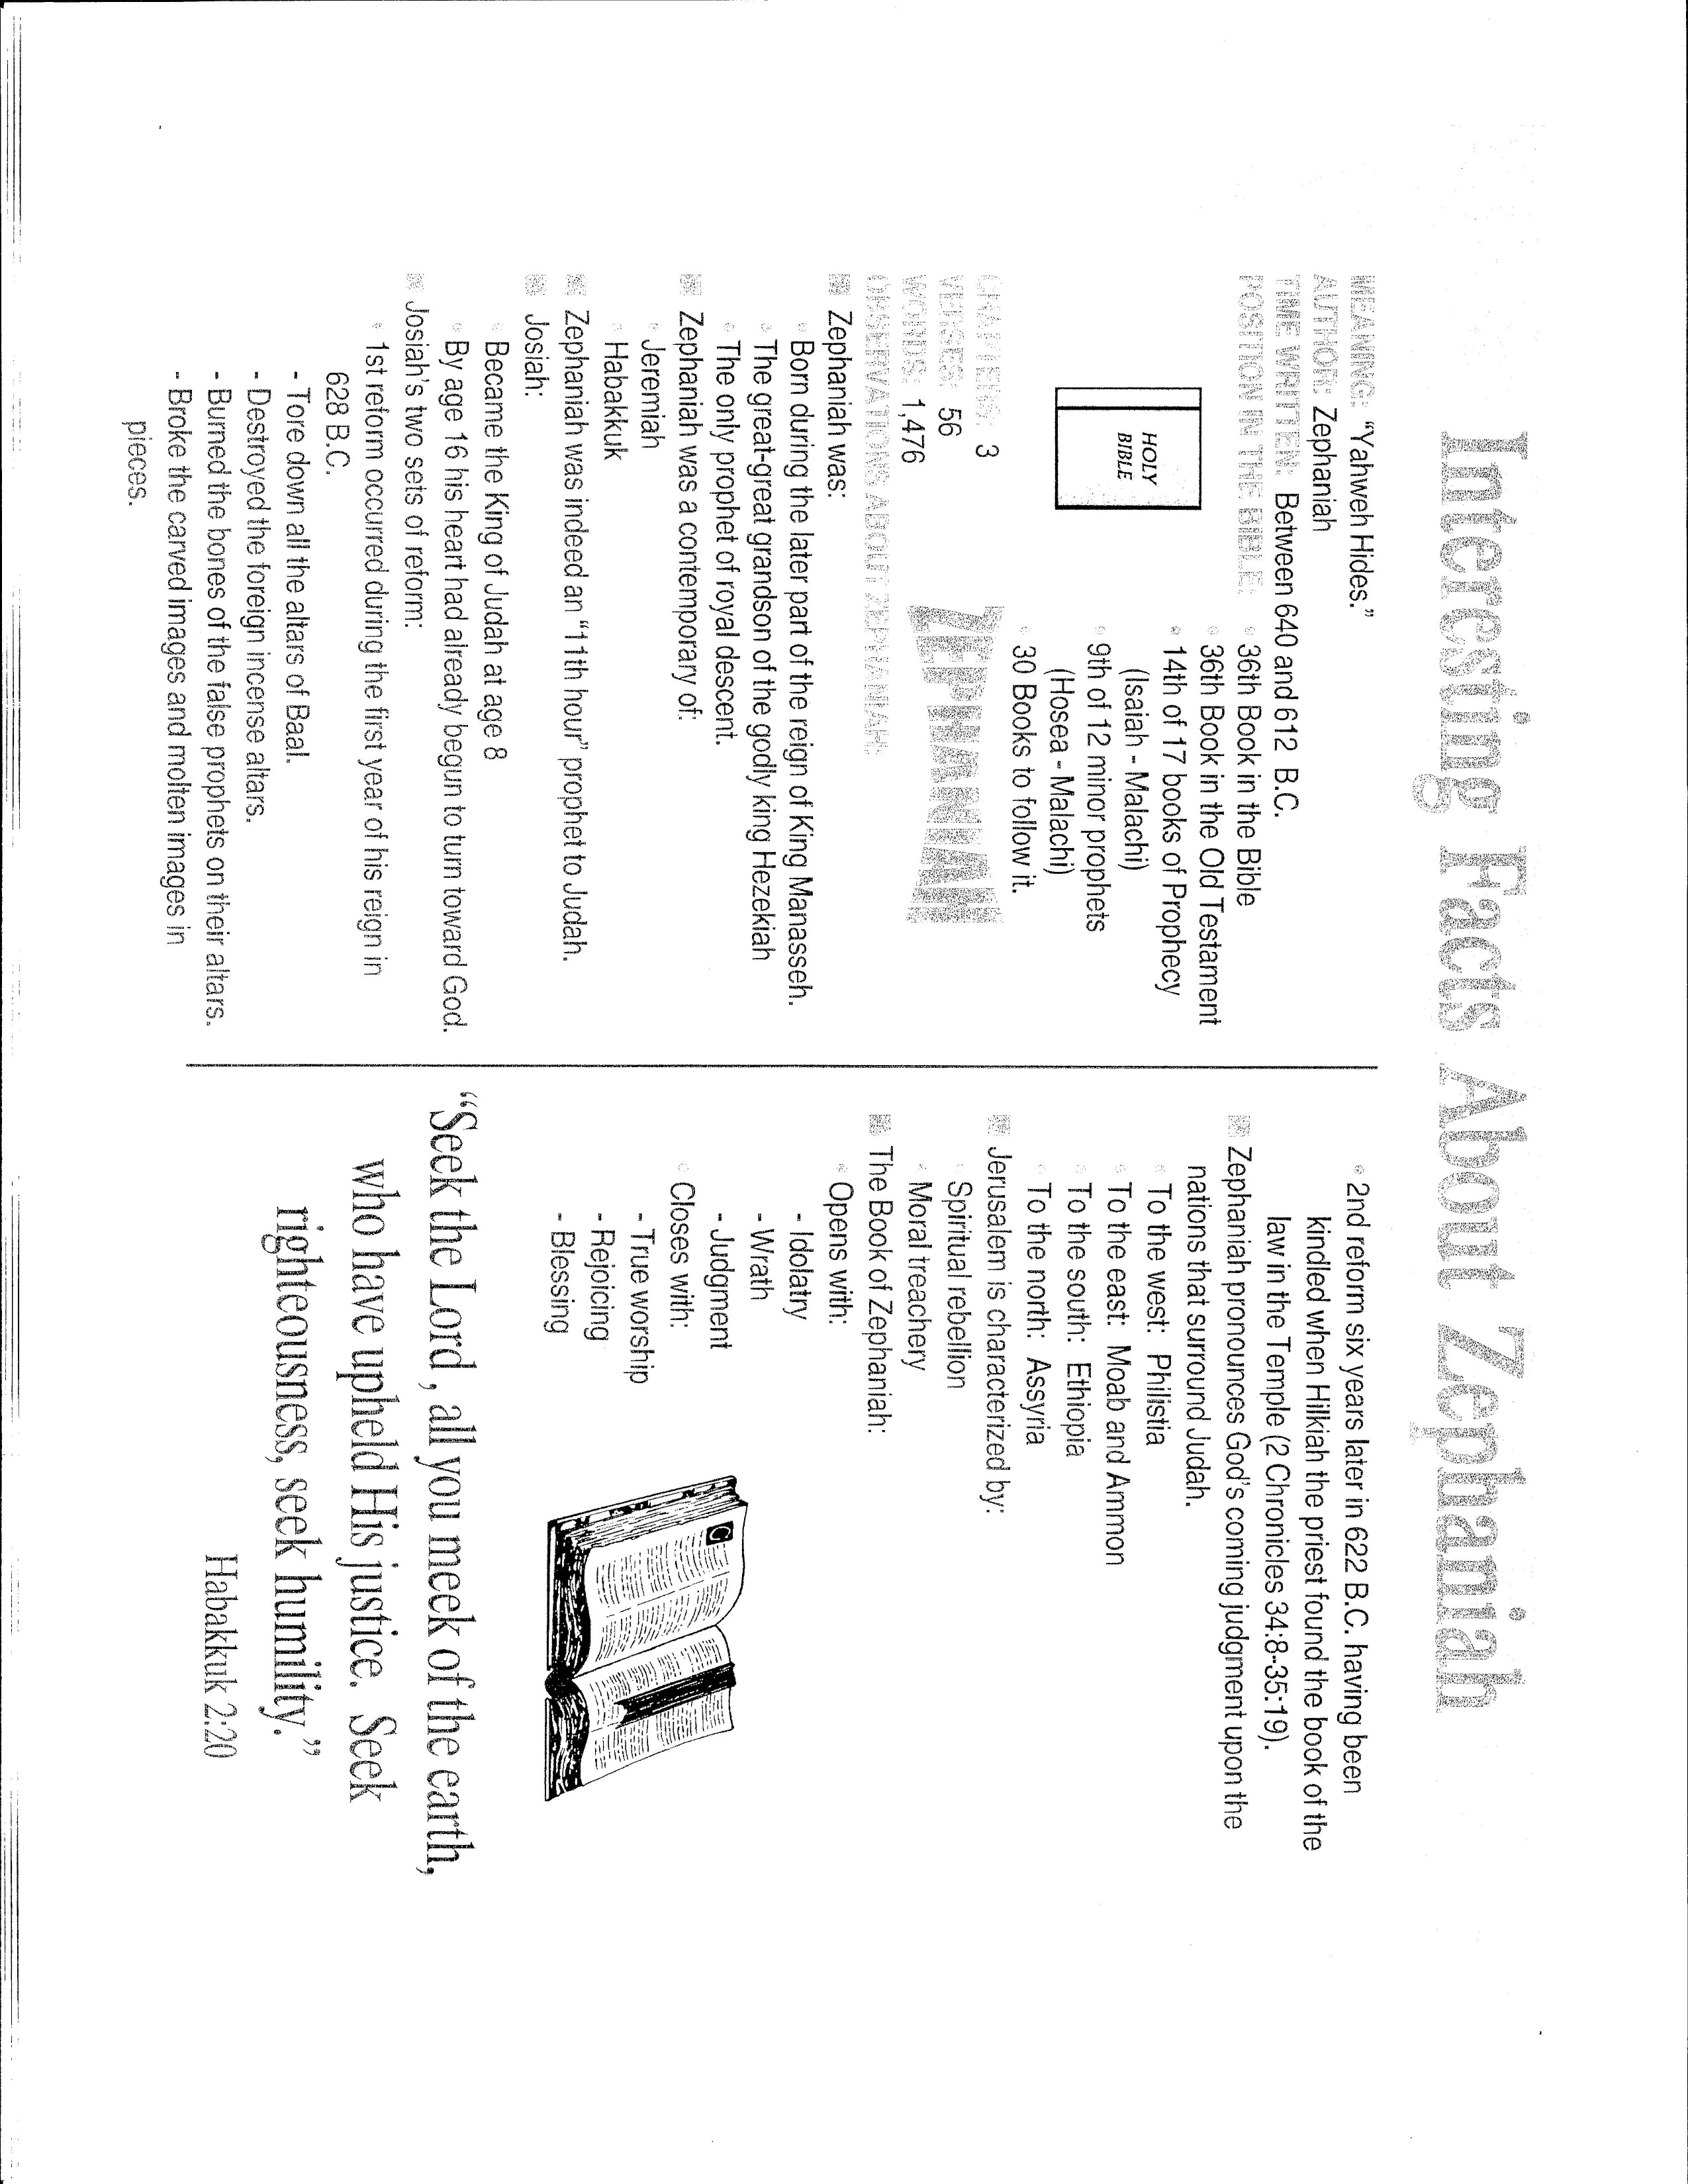 Interesting Facts About Zephaniah
MEANING: "Yahweh Hides."
AUTHOR: Zephaniah
TIME WRITTEN: Between 640 and 612 B.C.
POSITION IN THE BIBLE: • 36th Book in the Bible
• 36th Book in the Old Testament
• 14th of 17 books of Prophecy
(Isaiah - Malachi)
• 9th of 12 minor prophets
(Hosea - Malachi)
• 30 Books to follow it.
HOLY
BIBLE
CHAPTERS: 3
VERSES: 56
WORDS: 1,476
ZEPHANIAH
OBSERVATIONS ABOUT ZEPHANIAH:
Zephaniah was:
• Born during the later part of the reign of King Manasseh.
• The great-great grandson of the godly king Hezekiah
• The only prophet of royal descent.
Zephaniah was a contemporary of:
• Jeremiah
• Habakkuk
Zephaniah was indeed an "11th hour" prophet to Judah.
Josiah:
• Became the King of Judah at age 8
• By age 16 his heart had already begun to turn toward God.
Josiah's two sets of reform:
• 1st reform occurred during the first year of his reign in
628 B.C.
- Tore down all the altars of Baal.
- Destroyed the foreign incense altars.
- Burned the bones of the false prophets on their altars.
- Broke the carved images and molten images in
pieces.
• 2nd reform six years later in 622 B.C. having been
kindled when Hilkiah the priest found the book of the
law in the Temple (2 Chronicles 34:8-35:19).
Zephaniah pronounces God's coming judgment upon the
nations that surround Judah.
• To the west: Philistia
• To the east: Moab and Ammon
• To the south: Ethiopia
• To the north: Assyria
Jerusalem is characterized by:
• Spiritual rebellion
• Moral treachery
The Book of Zephaniah:
• Opens with:
- Idolatry
- Wrath
- Judgment
• Closes with:
- True worship
- Rejoicing
- Blessing
"Seek the Lord , all you meek of the earth,
who have upheld His justice. Seek
righteousness, seek humility."
Habakkuk 2:20